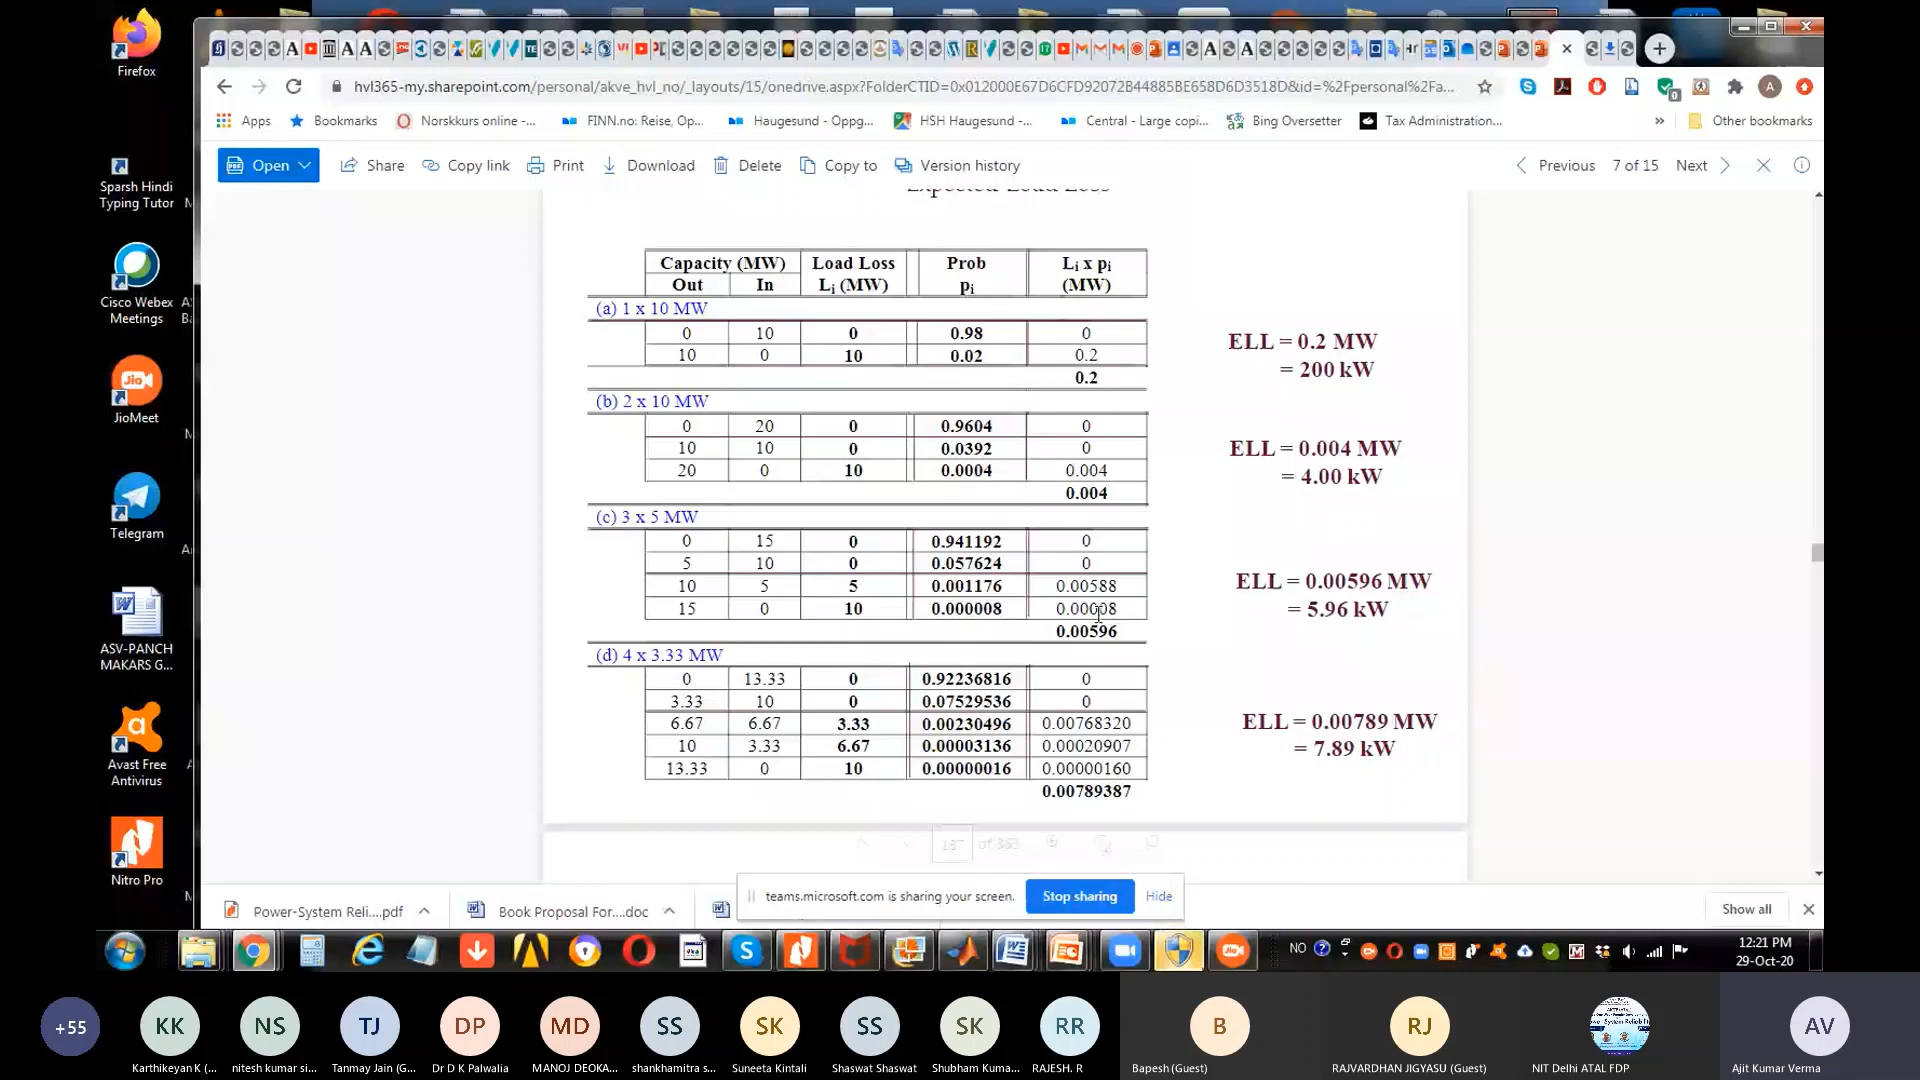 Firefox
hvl365-my.sharepoint.com/personal/akve_hvl_no/_layouts/15/onedrive.aspx?FolderCTID=0x012000E67D6CFD92072B44885BE658D6D3518D&id=%2Fpersonal%2Fa...
Apps Bookmarks Norskkurs online -... FINN.no: Reise, Op... Haugesund - Oppg... HSH Haugesund -... Central - Large copi... Bing Oversetter Tax Administration... » Other bookmarks
Open Share Copy link Print Download Delete Copy to Version history Previous 7 of 15 Next
Expected Load Loss
Capacity (MW) Load Loss Prob Li x pi
Out In Li (MW) pi (MW)
(a) 1 x 10 MW
0 10 0 0.98 0
10 0 10 0.02 0.2
0.2
ELL = 0.2 MW
= 200 kW
(b) 2 x 10 MW
0 20 0 0.9604 0
10 10 0 0.0392 0
20 0 10 0.0004 0.004
0.004
ELL = 0.004 MW
= 4.00 kW
(c) 3 x 5 MW
0 15 0 0.941192 0
5 10 0 0.057624 0
10 5 5 0.001176 0.00588
15 0 10 0.000008 0.00008
0.00596
ELL = 0.00596 MW
= 5.96 kW
(d) 4 x 3.33 MW
0 13.33 0 0.92236816 0
3.33 10 0 0.07529536 0
6.67 6.67 3.33 0.00230496 0.00768320
10 3.33 6.67 0.00003136 0.00020907
13.33 0 10 0.00000016 0.00000160
0.00789387
ELL = 0.00789 MW
= 7.89 kW
Sparsh Hindi
Typing Tutor
Cisco Webex
Meetings
JioMeet
Telegram
ASV-PANCH
MAKARS G...
Avast Free
Antivirus
Nitro Pro
teams.microsoft.com is sharing your screen. Stop sharing Hide
Power-System Reli....pdf Book Proposal For....doc Show all
NO 12:21 PM
29-Oct-20
+55 KK NS TJ DP MD SS SK SS SK RR B RJ AV
Karthikeyan K (... nitesh kumar si... Tanmay Jain (G... Dr D K Palwalia MANOJ DEOKA... shankhamitra s... Suneeta Kintali Shaswat Shaswat Shubham Kuma... RAJESH. R Bapesh (Guest) RAJVARDHAN JIGYASU (Guest) NIT Delhi ATAL FDP Ajit Kumar Verma